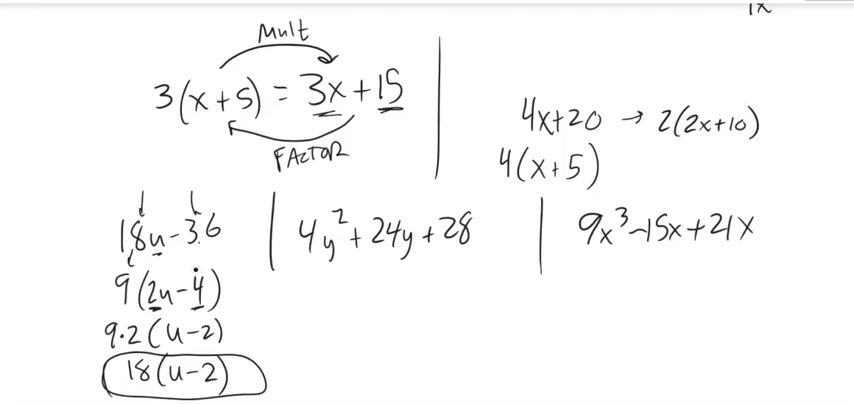 1x
Mult
3(x+5) = 3x+15
FACTOR
4x+20 → 2(2x+10)
4(x+5)
18u-36
9(2u-4)
9·2(u-2)
18(u-2)
4y²+24y+28
9x³-15x+21x